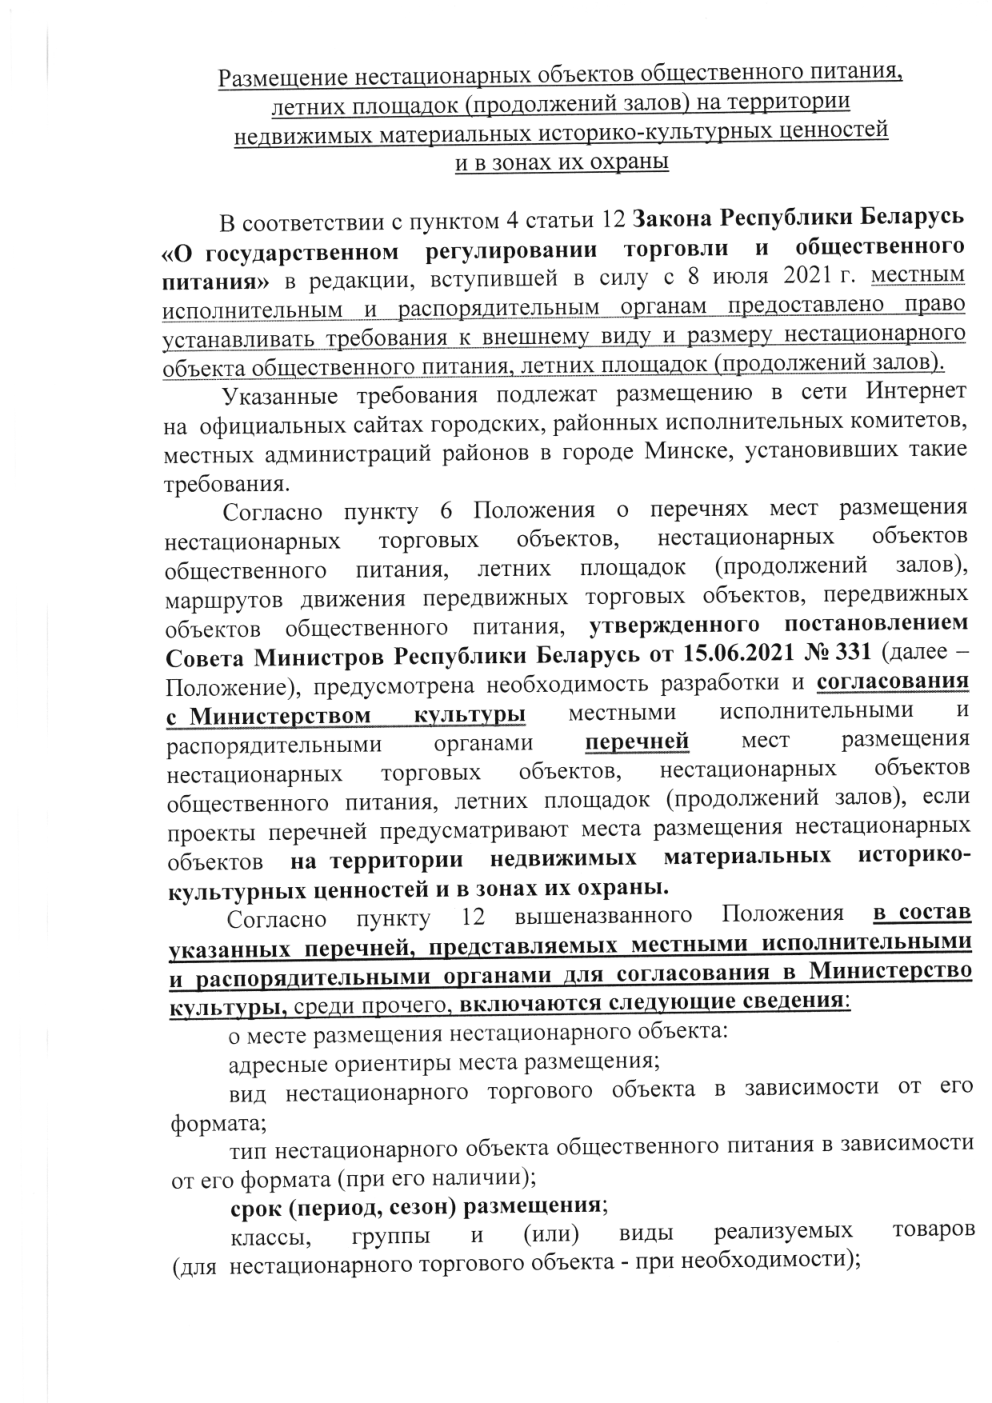 Размещение нестационарных объектов общественного питания,
летних площадок (продолжений залов) на территории
недвижимых материальных историко-культурных ценностей
и в зонах их охраны
В соответствии с пунктом 4 статьи 12 Закона Республики Беларусь
«О государственном регулировании торговли и общественного
питания» в редакции, вступившей в силу с 8 июля 2021 г. местным
исполнительным и распорядительным органам предоставлено право
устанавливать требования к внешнему виду и размеру нестационарного
объекта общественного питания, летних площадок (продолжений залов).
Указанные требования подлежат размещению в сети Интернет
на официальных сайтах городских, районных исполнительных комитетов,
местных администраций районов в городе Минске, установивших такие
требования.
Согласно пункту 6 Положения о перечнях мест размещения
нестационарных торговых объектов, нестационарных объектов
общественного питания, летних площадок (продолжений залов),
маршрутов движения передвижных торговых объектов, передвижных
объектов общественного питания, утвержденного постановлением
Совета Министров Республики Беларусь от 15.06.2021 № 331 (далее –
Положение), предусмотрена необходимость разработки и согласования
с Министерством культуры местными исполнительными и
распорядительными органами перечней мест размещения
нестационарных торговых объектов, нестационарных объектов
общественного питания, летних площадок (продолжений залов), если
проекты перечней предусматривают места размещения нестационарных
объектов на территории недвижимых материальных историко-
культурных ценностей и в зонах их охраны.
Согласно пункту 12 вышеназванного Положения в состав
указанных перечней, представляемых местными исполнительными
и распорядительными органами для согласования в Министерство
культуры, среди прочего, включаются следующие сведения:
о месте размещения нестационарного объекта:
адресные ориентиры места размещения;
вид нестационарного торгового объекта в зависимости от его
формата;
тип нестационарного объекта общественного питания в зависимости
от его формата (при его наличии);
срок (период, сезон) размещения;
классы, группы и (или) виды реализуемых товаров
(для нестационарного торгового объекта - при необходимости);